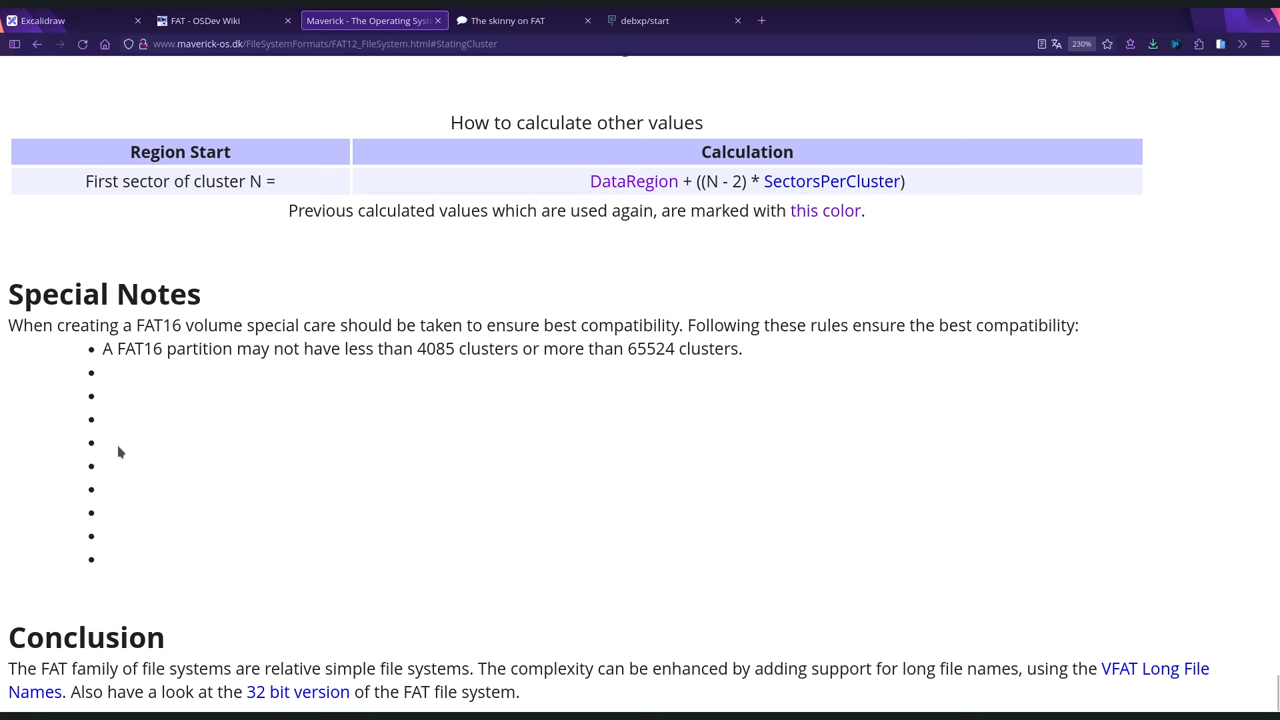 Excalidraw
FAT - OSDev Wiki
Maverick - The Operating Syst
The skinny on FAT
debxp/start
www.maverick-os.dk/FileSystemFormats/FAT12_FileSystem.html#StatingCluster
230%
How to calculate other values
Region Start Calculation
First sector of cluster N = DataRegion + ((N - 2) * SectorsPerCluster)
Previous calculated values which are used again, are marked with this color.
Special Notes
When creating a FAT16 volume special care should be taken to ensure best compatibility. Following these rules ensure the best compatibility:
• A FAT16 partition may not have less than 4085 clusters or more than 65524 clusters.
Conclusion
The FAT family of file systems are relative simple file systems. The complexity can be enhanced by adding support for long file names, using the VFAT Long File
Names. Also have a look at the 32 bit version of the FAT file system.